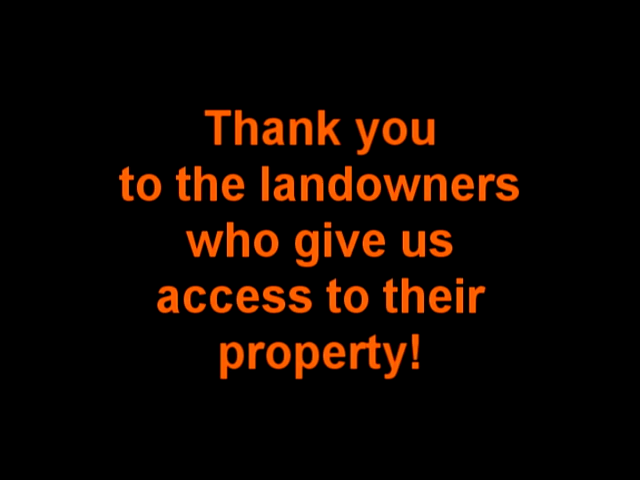 Thank you
to the landowners
who give us
access to their
property!